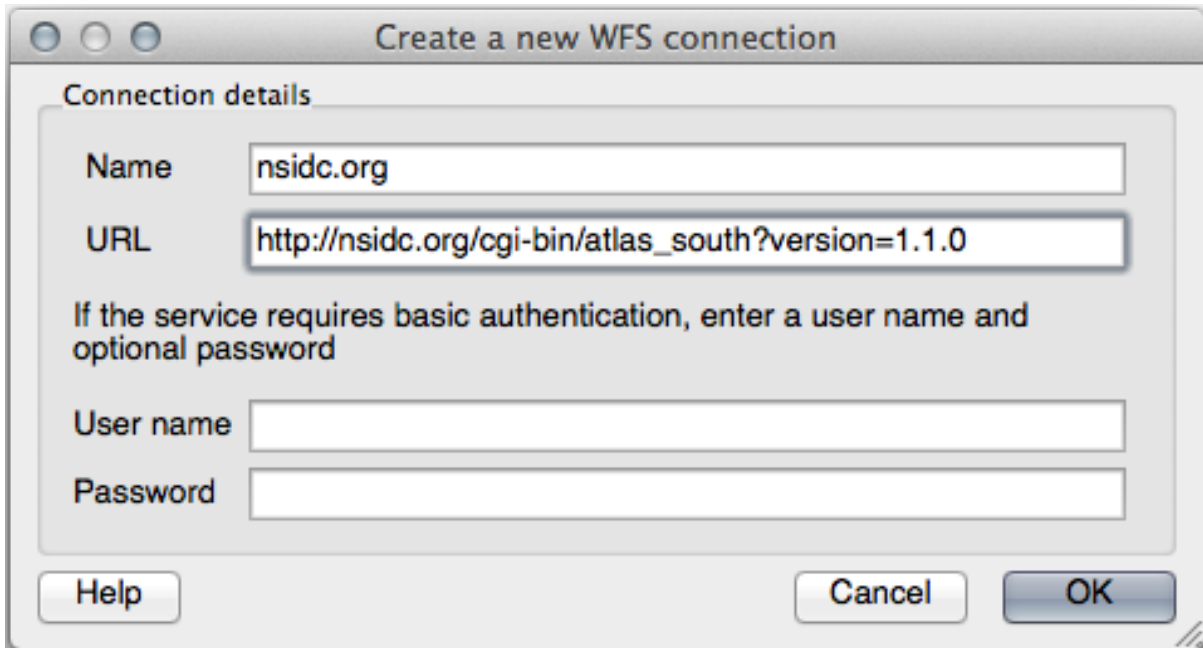 Create a new WFS connection
Connection details
Name nsidc.org
URL http://nsidc.org/cgi-bin/atlas_south?version=1.1.0
If the service requires basic authentication, enter a user name and
optional password
User name
Password
Help Cancel OK